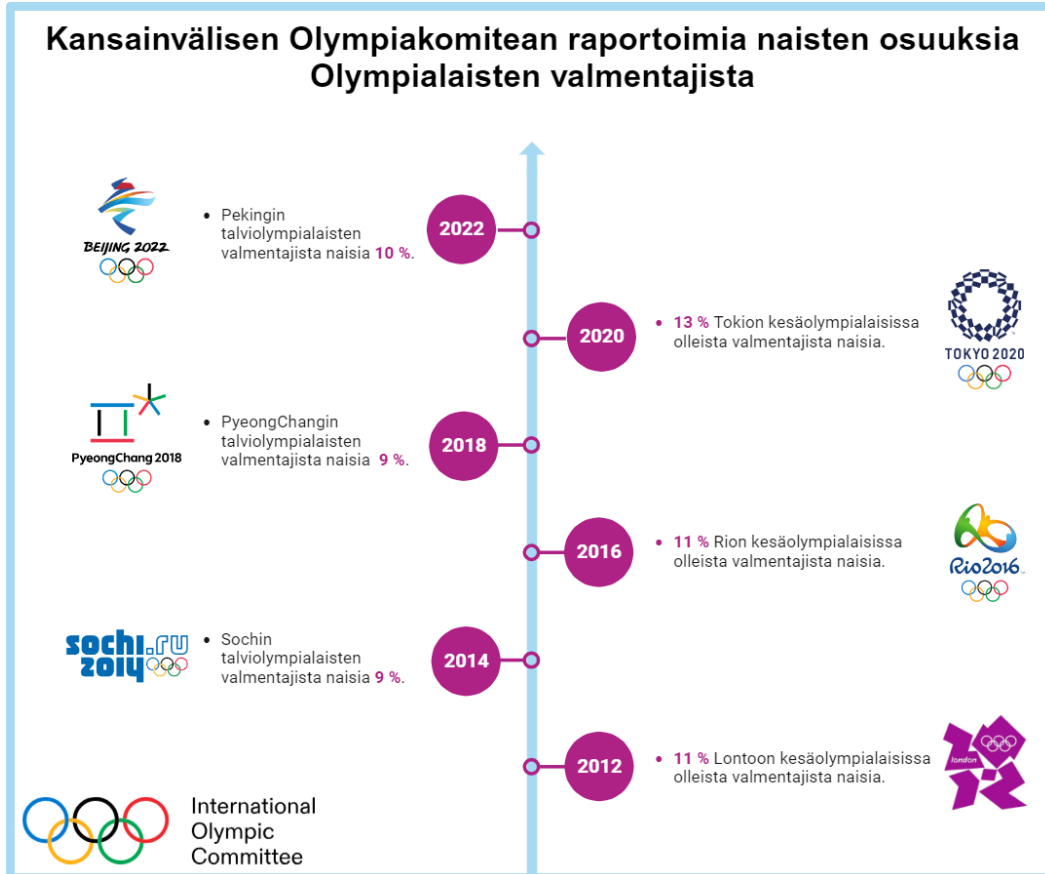 Kansainvälisen Olympiakomitean raportoimia naisten osuuksia
Olympialaisten valmentajista
BEIJING 2022
• Pekingin
talviolympialaisten
valmentajista naisia 10 %.
2022
2020
• 13 % Tokion kesäolympialaisissa
olleista valmentajista naisia.
TOKYO 2020
PyeongChang 2018
• PyeongChangin
talviolympialaisten
valmentajista naisia 9 %.
2018
2016
• 11 % Rion kesäolympialaisissa
olleista valmentajista naisia.
Rio2016
sochi.ru
2014
• Sochin
talviolympialaisten
valmentajista naisia 9 %.
2014
2012
• 11 % Lontoon kesäolympialaisissa
olleista valmentajista naisia.
london
International
Olympic
Committee